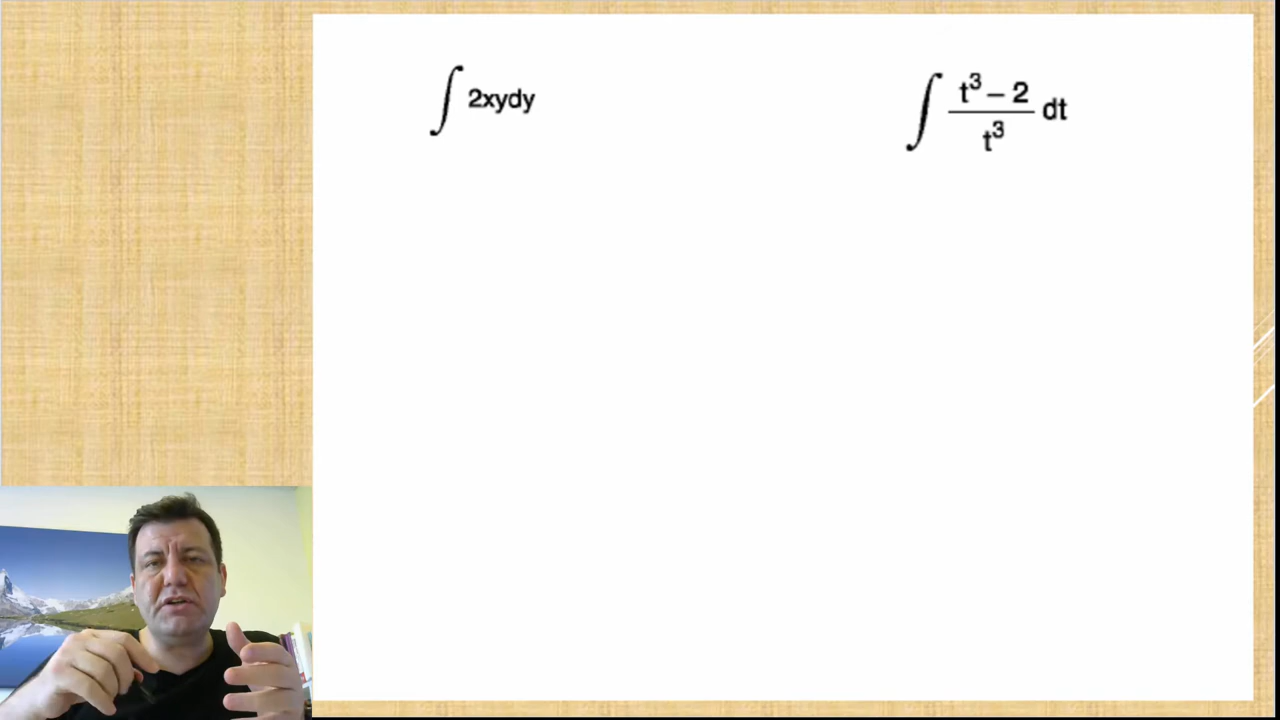 ∫ 2xydy
∫ t³ – 2 / t³ dt